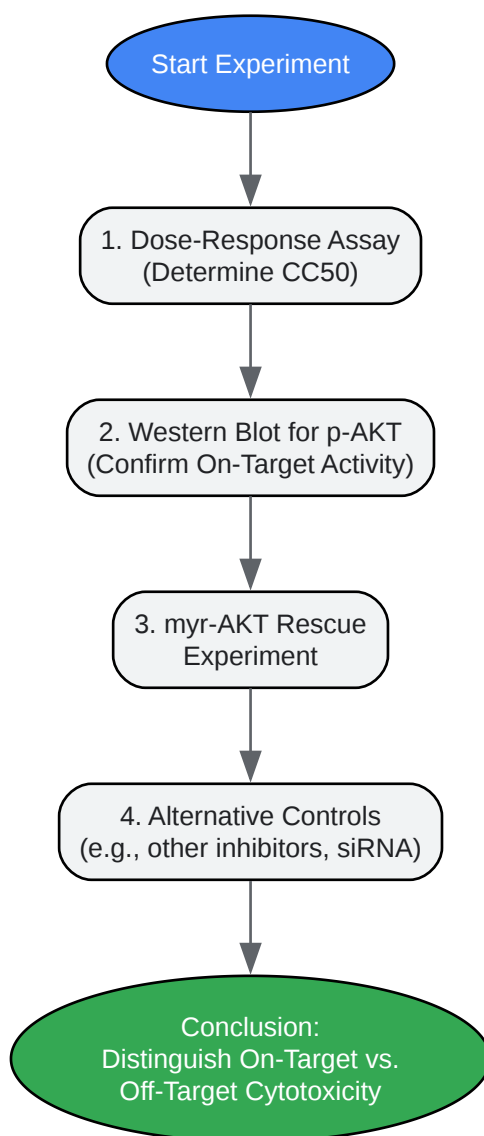 Start Experiment
1. Dose-Response Assay
(Determine CC50)
2. Western Blot for p-AKT
(Confirm On-Target Activity)
3. myr-AKT Rescue
Experiment
4. Alternative Controls
(e.g., other inhibitors, siRNA)
Conclusion:
Distinguish On-Target vs.
Off-Target Cytotoxicity